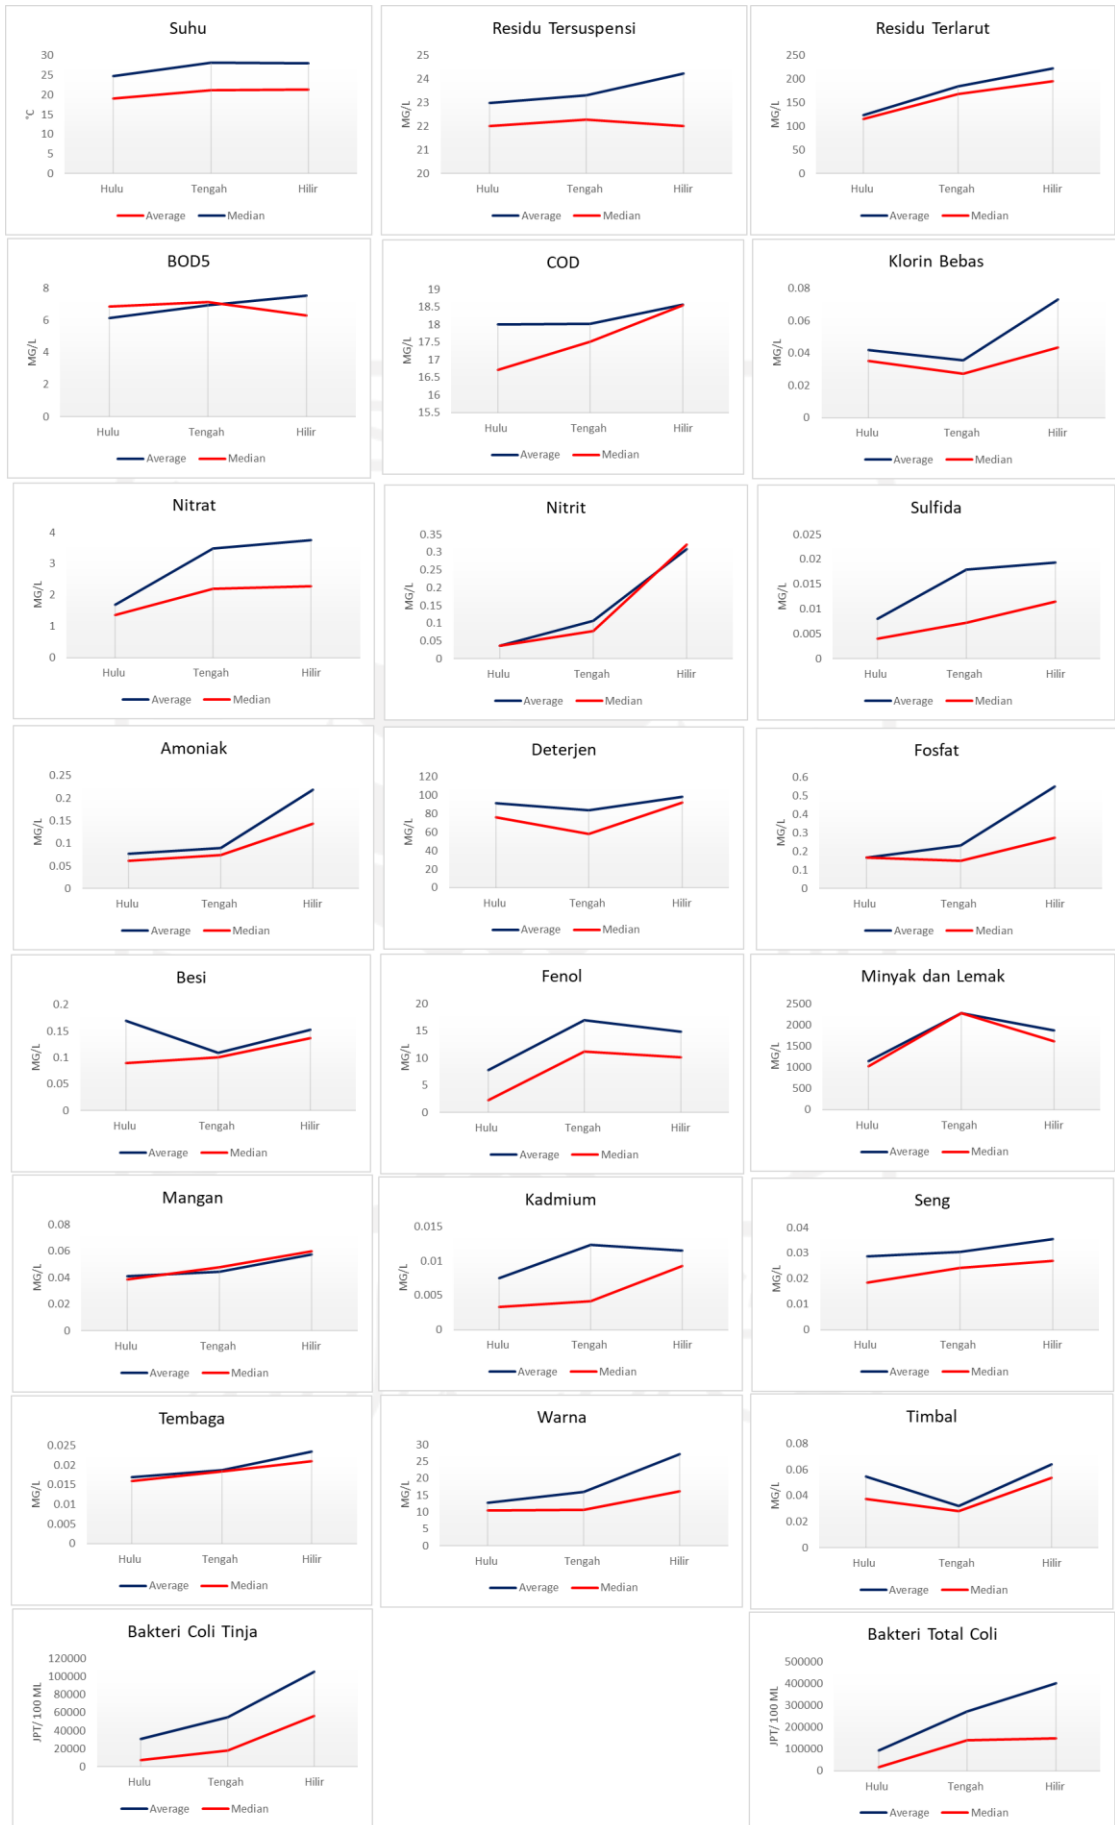 Suhu
30
25
20
15
10
5
0
°C
Hulu Tengah Hilir
Average Median
Residu Tersuspensi
25
24
23
22
21
20
MG/L
Hulu Tengah Hilir
Average Median
Residu Terlarut
250
200
150
100
50
0
MG/L
Hulu Tengah Hilir
Average Median
BOD5
8
6
4
2
0
MG/L
Hulu Tengah Hilir
Average Median
COD
19
18.5
18
17.5
17
16.5
16
15.5
MG/L
Hulu Tengah Hilir
Average Median
Klorin Bebas
0.08
0.06
0.04
0.02
0
MG/L
Hulu Tengah Hilir
Average Median
Nitrat
4
3
2
1
0
MG/L
Hulu Tengah Hilir
Average Median
Nitrit
0.35
0.3
0.25
0.2
0.15
0.1
0.05
0
MG/L
Hulu Tengah Hilir
Average Median
Sulfida
0.025
0.02
0.015
0.01
0.005
0
MG/L
Hulu Tengah Hilir
Average Median
Amoniak
0.25
0.2
0.15
0.1
0.05
0
MG/L
Hulu Tengah Hilir
Average Median
Deterjen
120
100
80
60
40
20
0
MG/L
Hulu Tengah Hilir
Average Median
Fosfat
0.6
0.5
0.4
0.3
0.2
0.1
0
MG/L
Hulu Tengah Hilir
Average Median
Besi
0.2
0.15
0.1
0.05
0
MG/L
Hulu Tengah Hilir
Average Median
Fenol
20
15
10
5
0
MG/L
Hulu Tengah Hilir
Average Median
Minyak dan Lemak
2500
2000
1500
1000
500
0
MG/L
Hulu Tengah Hilir
Average Median
Mangan
0.08
0.06
0.04
0.02
0
MG/L
Hulu Tengah Hilir
Average Median
Kadmium
0.015
0.01
0.005
0
MG/L
Hulu Tengah Hilir
Average Median
Seng
0.04
0.03
0.02
0.01
0
MG/L
Hulu Tengah Hilir
Average Median
Tembaga
0.025
0.02
0.015
0.01
0.005
0
MG/L
Hulu Tengah Hilir
Average Median
Warna
30
25
20
15
10
5
0
MG/L
Hulu Tengah Hilir
Average Median
Timbal
0.08
0.06
0.04
0.02
0
MG/L
Hulu Tengah Hilir
Average Median
Bakteri Coli Tinja
120000
100000
80000
60000
40000
20000
0
JPT/ 100 ML
Hulu Tengah Hilir
Average Median
Bakteri Total Coli
500000
400000
300000
200000
100000
0
JPT/ 100 ML
Hulu Tengah Hilir
Average Median